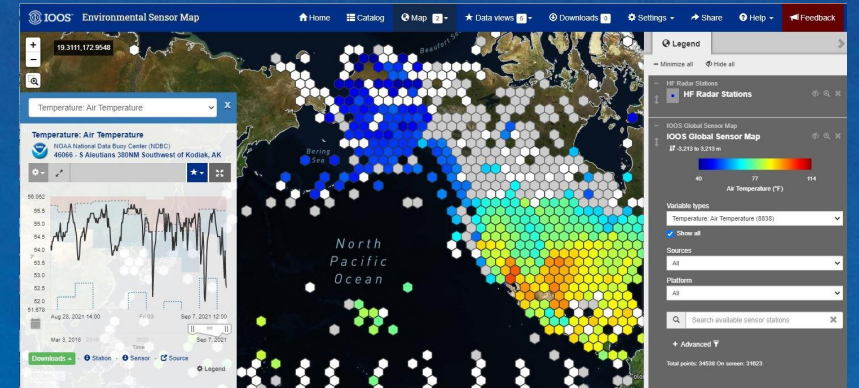 IOOS® Environmental Sensor Map
Home Catalog Map 2 Data views 6 Downloads 0 Settings Share Help Feedback
+
−
19.3111,172.9548
Beaufort
Bering
Sea
North
Pacific
Ocean
Temperature: Air Temperature
x
Temperature: Air Temperature
NOAA National Data Buoy Center (NDBC)
46066 - S Aleutians 380NM Southwest of Kodiak, AK
56.062
55.5
55.0
54.5
54.0
53.5
53.0
52.5
52.0
51.678
Aug 28, 2021 14:00 Fri 03 Sep 7, 2021 12:00
Mar 3, 2016 Sep 7, 2021
Time
Downloads Station Sensor Source
Legend
Legend
Minimize all Hide all
HF Radar Stations
HF Radar Stations
IOOS Global Sensor Map
IOOS Global Sensor Map
-3,213 to 3,213 m
40 77 114
Air Temperature (°F)
Variable types
Temperature: Air Temperature (8838)
Show all
Sources
All
Platform
All
Search available sensor stations
+ Advanced
Total points: 34538 On screen: 31623